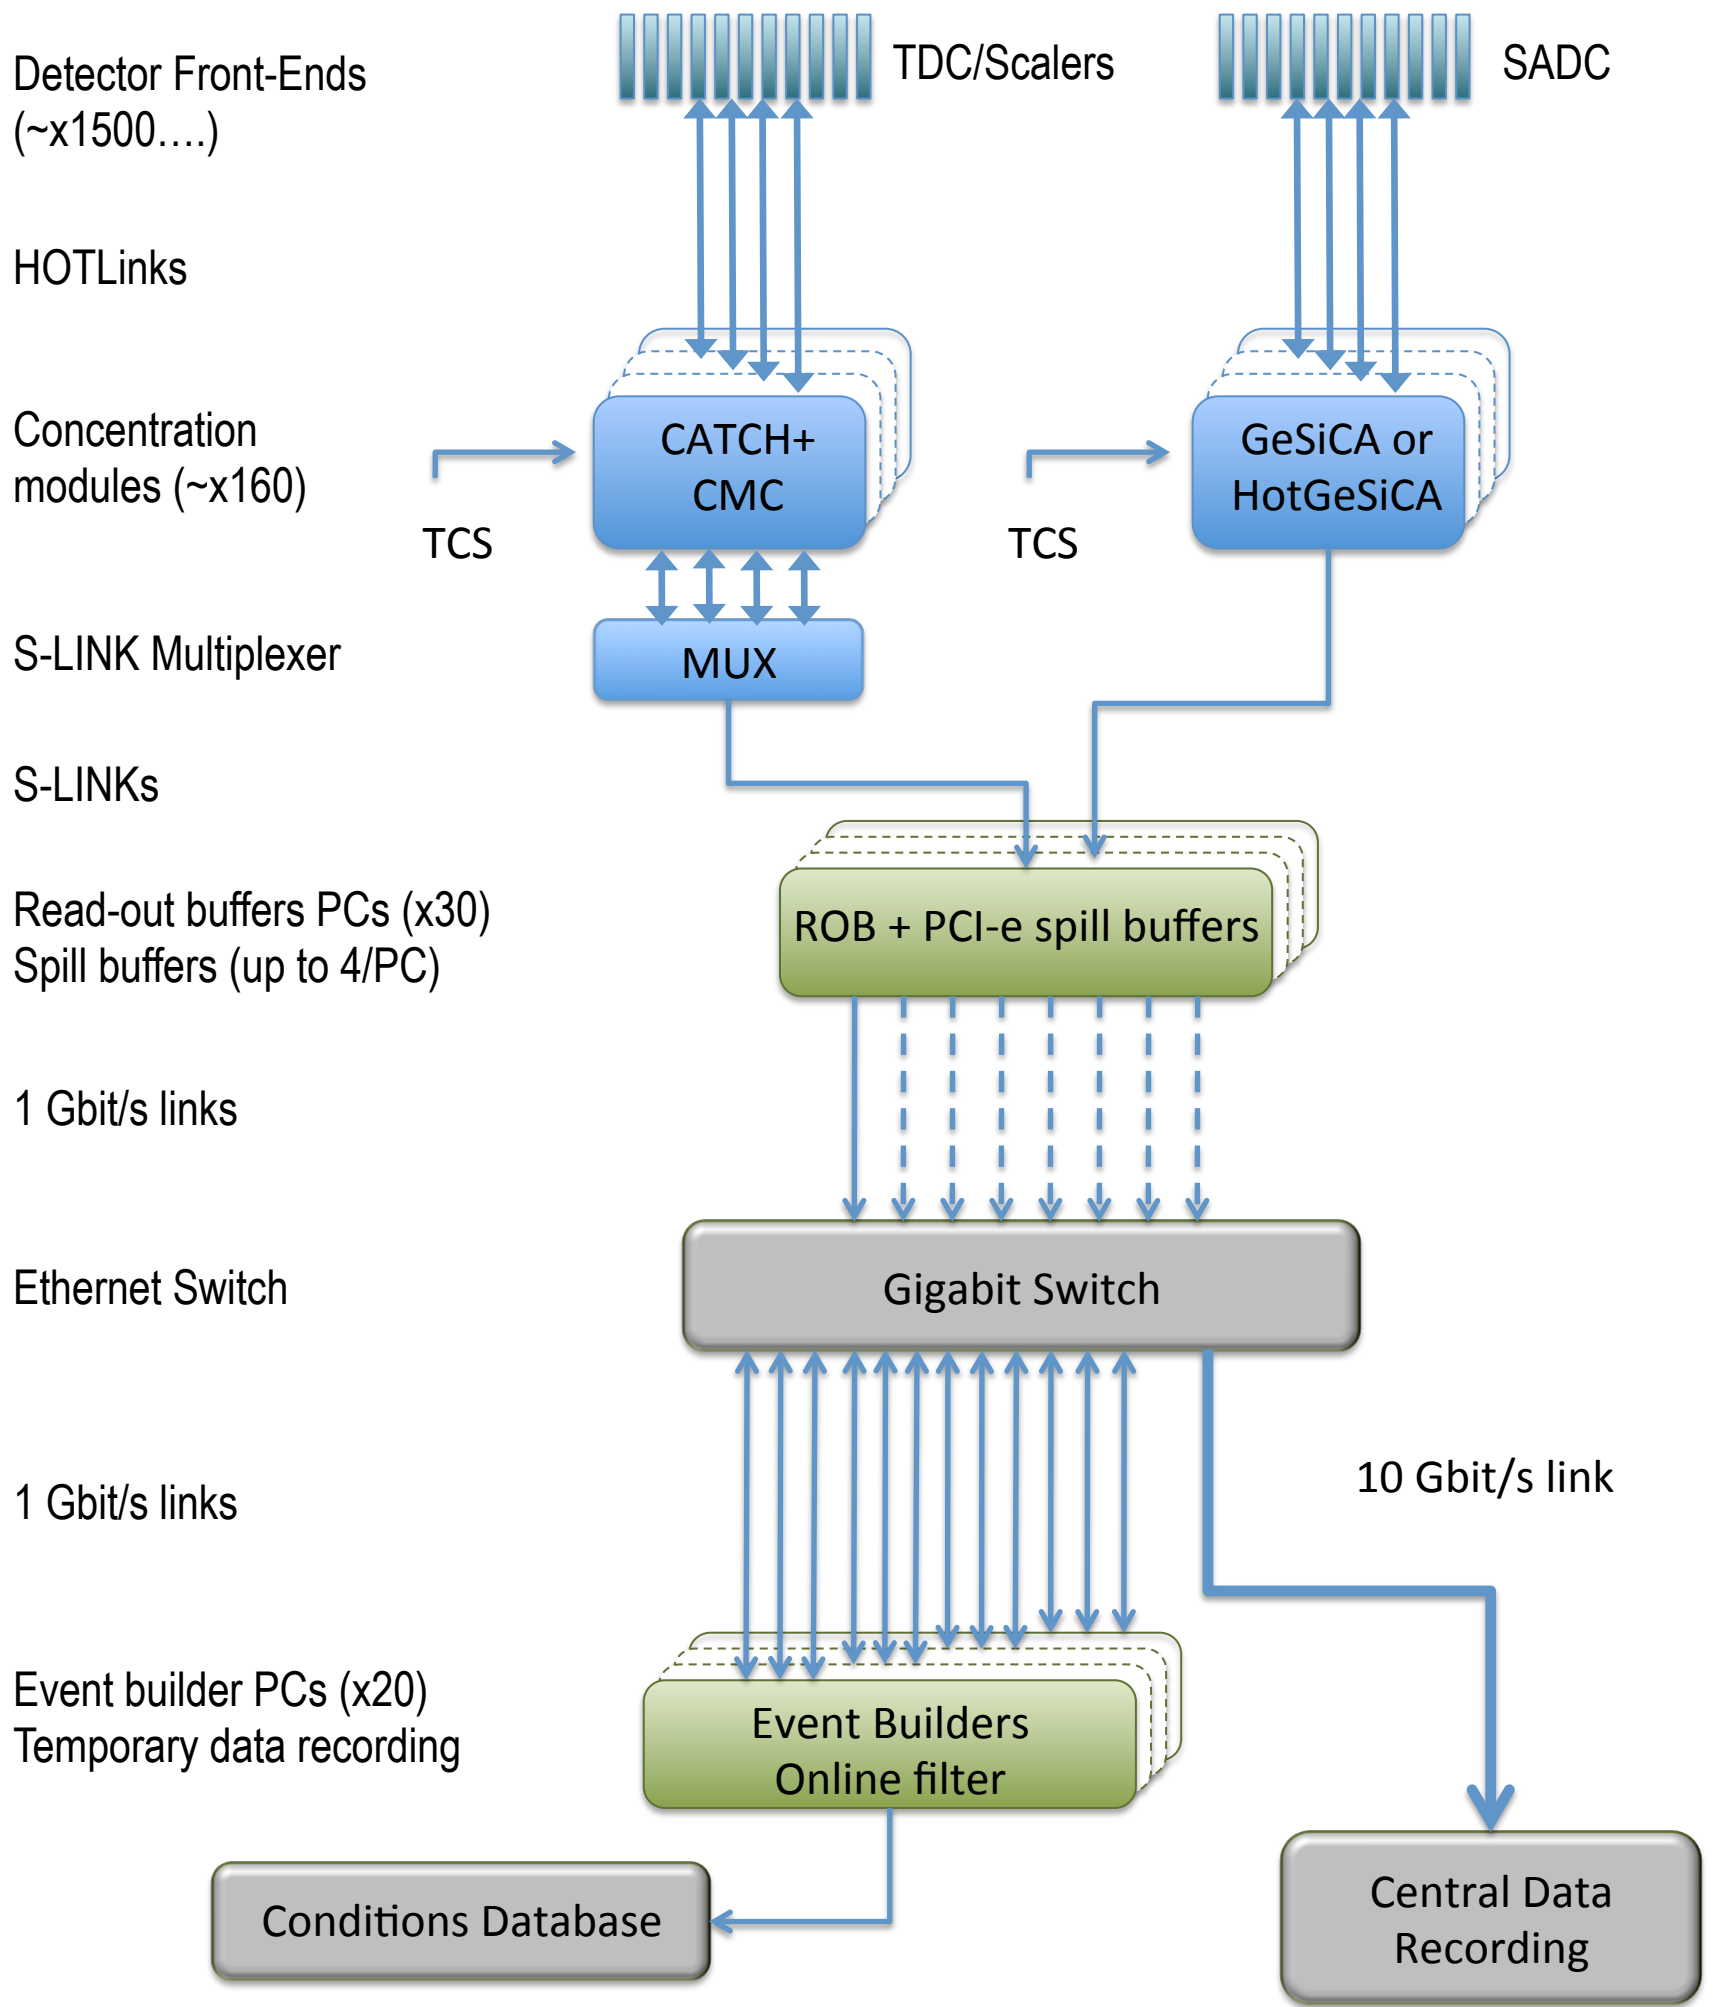 Detector Front-Ends
(~x1500....)
TDC/Scalers
SADC
HOTLinks
Concentration
modules (~x160)
CATCH+
CMC
GeSiCA or
HotGeSiCA
TCS
TCS
S-LINK Multiplexer
MUX
S-LINKs
Read-out buffers PCs (x30)
Spill buffers (up to 4/PC)
ROB + PCI-e spill buffers
1 Gbit/s links
Ethernet Switch
Gigabit Switch
1 Gbit/s links
10 Gbit/s link
Event builder PCs (x20)
Temporary data recording
Event Builders
Online filter
Conditions Database
Central Data
Recording